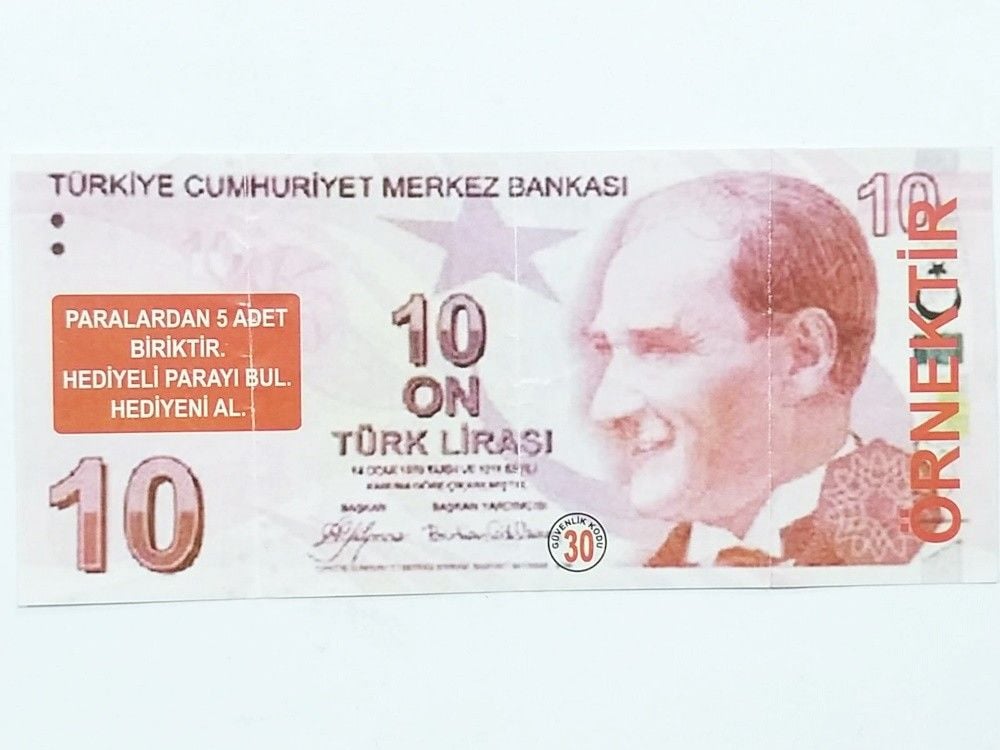 TÜRKİYE CUMHURİYET MERKEZ BANKASI
10
ÖRNEKTİR
PARALARDAN 5 ADET
BİRİKTİR.
HEDİYELİ PARAYI BUL.
HEDİYENİ AL.
10
ON
TÜRK LİRASI
BAŞKAN BAŞKAN YARDIMCISI
10
GÜVENLİK KODU
30